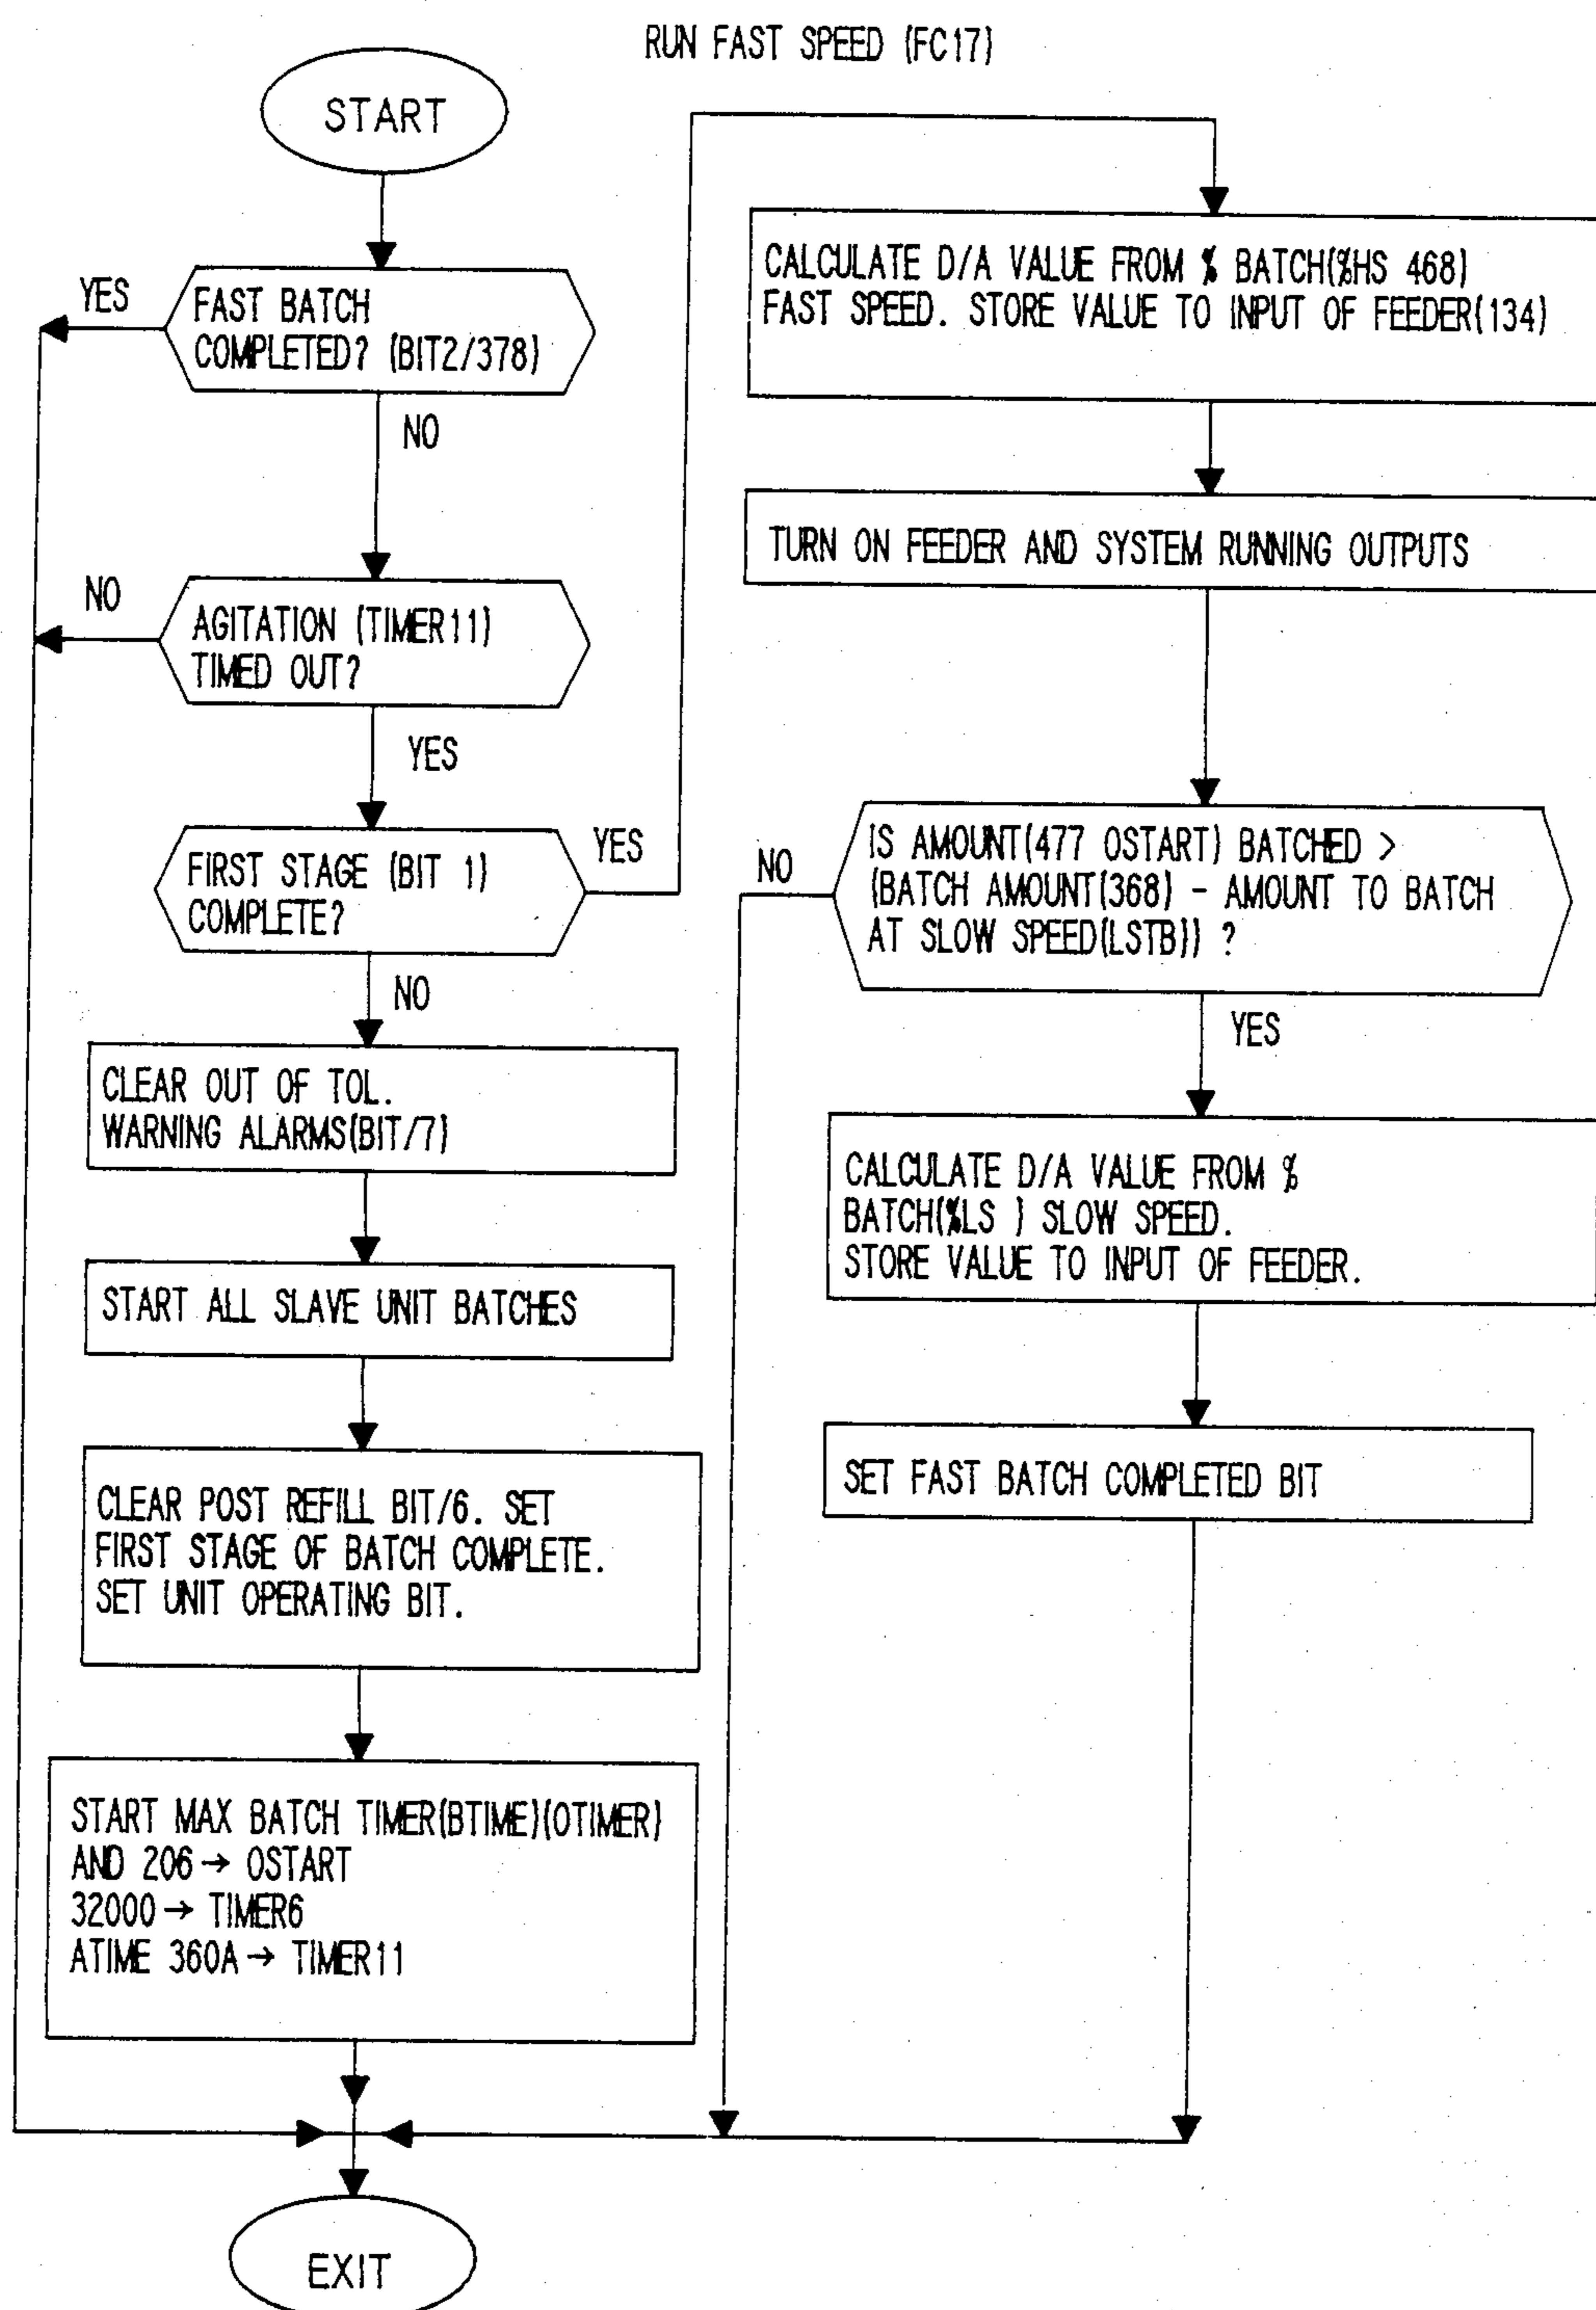 RUN FAST SPEED (FC17)
START
FAST BATCH
COMPLETED? (BIT2/378)
YES
NO
AGITATION (TIMER11)
TIMED OUT?
NO
YES
FIRST STAGE (BIT 1)
COMPLETE?
YES
NO
CLEAR OUT OF TOL.
WARNING ALARMS(BIT/7)
START ALL SLAVE UNIT BATCHES
CLEAR POST REFILL BIT/6. SET
FIRST STAGE OF BATCH COMPLETE.
SET UNIT OPERATING BIT.
START MAX BATCH TIMER(BTIME)(OTIMER)
AND 206 → OSTART
32000 → TIMER6
ATIME 360A → TIMER11
EXIT
CALCULATE D/A VALUE FROM % BATCH(%HS 468)
FAST SPEED. STORE VALUE TO INPUT OF FEEDER(134)
TURN ON FEEDER AND SYSTEM RUNNING OUTPUTS
IS AMOUNT(477 OSTART) BATCHED >
(BATCH AMOUNT(368) - AMOUNT TO BATCH
AT SLOW SPEED(LSTB)) ?
NO
YES
CALCULATE D/A VALUE FROM %
BATCH(%LS ) SLOW SPEED.
STORE VALUE TO INPUT OF FEEDER.
SET FAST BATCH COMPLETED BIT